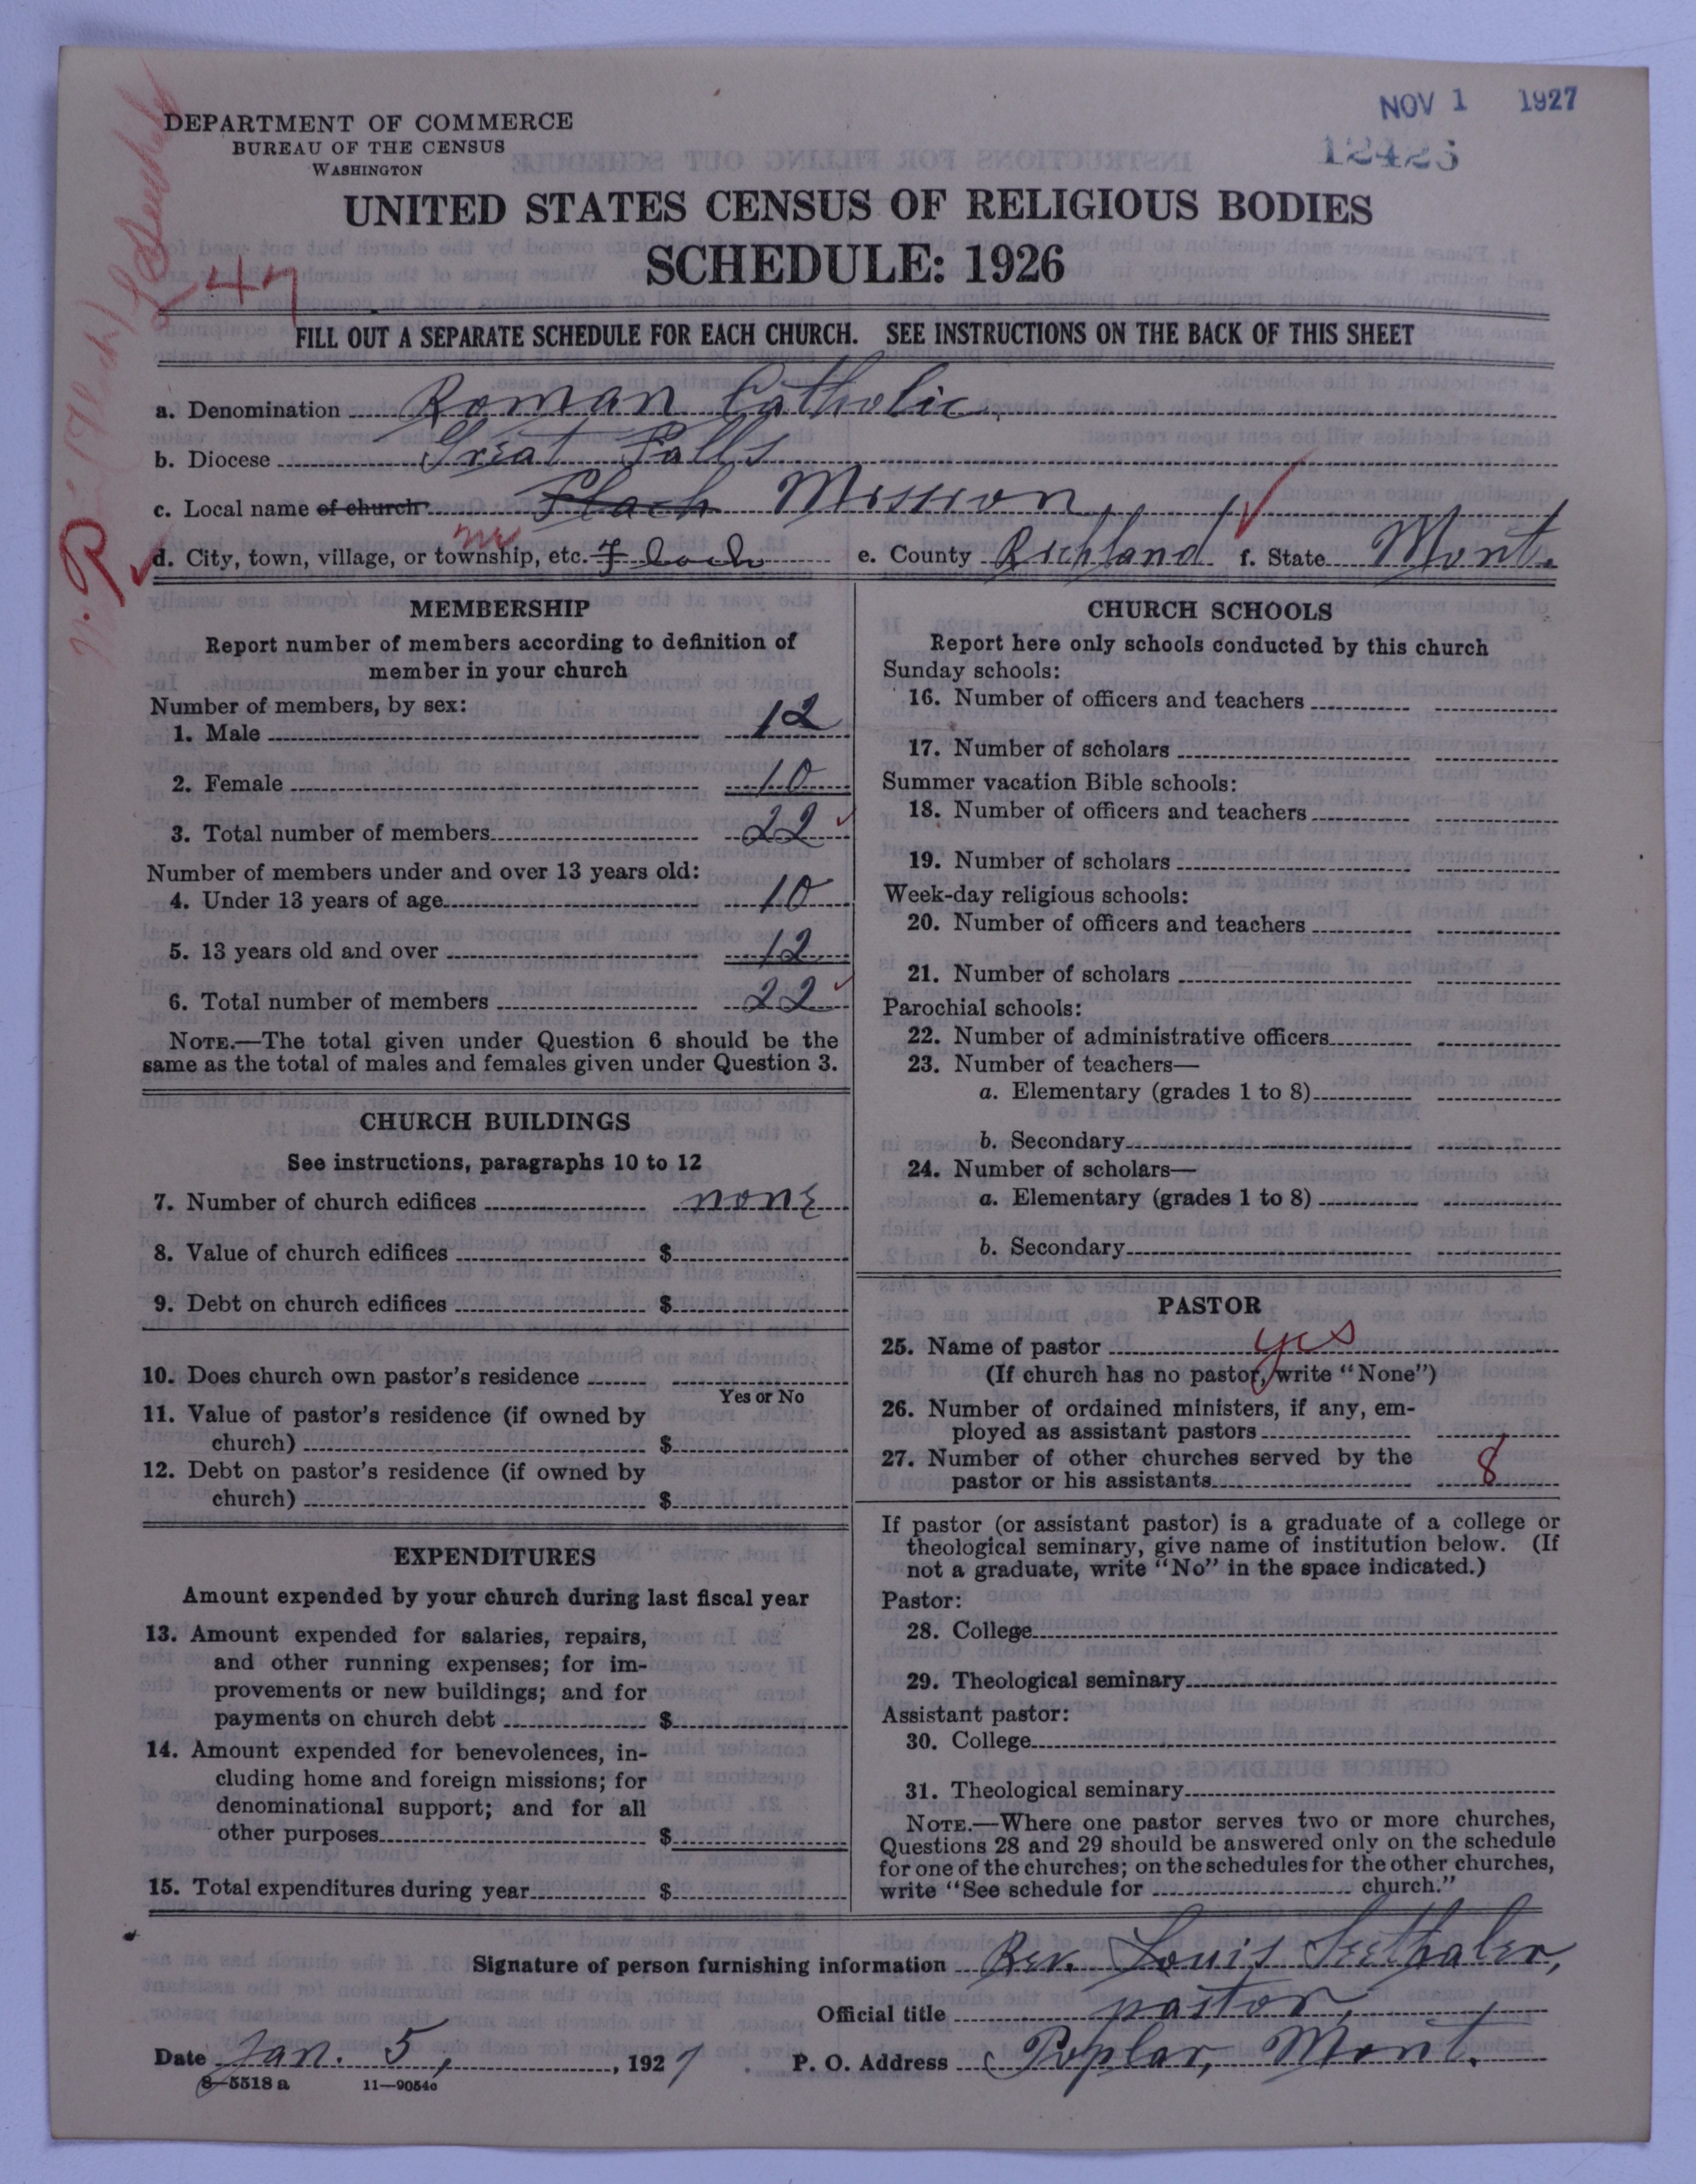 NOV 1 1927
DEPARTMENT OF COMMERCE
BUREAU OF THE CENSUS
WASHINGTON
UNITED STATES CENSUS OF RELIGIOUS BODIES
SCHEDULE: 1926
47
FILL OUT A SEPARATE SCHEDULE FOR EACH CHURCH. SEE INSTRUCTIONS ON THE BACK OF THIS SHEET
a. Denomination Roman Catholic
b. Diocese Great Falls
c. Local name of church Flach Mission
d. City, town, village, or township, etc. e. County Richland f. State Mont.
R
MEMBERSHIP
Report number of members according to definition of
member in your church
Number of members, by sex:
1. Male 12
2. Female 10
3. Total number of members 22
Number of members under and over 13 years old:
4. Under 13 years of age 10
5. 13 years old and over 12
6. Total number of members 22
NOTE.—The total given under Question 6 should be the
same as the total of males and females given under Question 3.
CHURCH BUILDINGS
See instructions, paragraphs 10 to 12
7. Number of church edifices none
8. Value of church edifices $
9. Debt on church edifices $
10. Does church own pastor's residence
Yes or No
11. Value of pastor's residence (if owned by
church) $
12. Debt on pastor's residence (if owned by
church) $
EXPENDITURES
Amount expended by your church during last fiscal year
13. Amount expended for salaries, repairs,
and other running expenses; for im-
provements or new buildings; and for
payments on church debt $
14. Amount expended for benevolences, in-
cluding home and foreign missions; for
denominational support; and for all
other purposes $
15. Total expenditures during year $
CHURCH SCHOOLS
Report here only schools conducted by this church
Sunday schools:
16. Number of officers and teachers
17. Number of scholars
Summer vacation Bible schools:
18. Number of officers and teachers
19. Number of scholars
Week-day religious schools:
20. Number of officers and teachers
21. Number of scholars
Parochial schools:
22. Number of administrative officers
23. Number of teachers—
a. Elementary (grades 1 to 8)
b. Secondary
24. Number of scholars—
a. Elementary (grades 1 to 8)
b. Secondary
PASTOR
25. Name of pastor yes
(If church has no pastor, write "None")
26. Number of ordained ministers, if any, em-
ployed as assistant pastors
27. Number of other churches served by the
pastor or his assistants 8
If pastor (or assistant pastor) is a graduate of a college or
theological seminary, give name of institution below. (If
not a graduate, write "No" in the space indicated.)
Pastor:
28. College
29. Theological seminary
Assistant pastor:
30. College
31. Theological seminary
NOTE.—Where one pastor serves two or more churches,
Questions 28 and 29 should be answered only on the schedule
for one of the churches; on the schedules for the other churches,
write "See schedule for church."
Signature of person furnishing information Rev. Louis Seethaler,
Official title pastor,
Date Jan. 5, 1927 P. O. Address Poplar, Mont.
8—5518 a 11—9054c